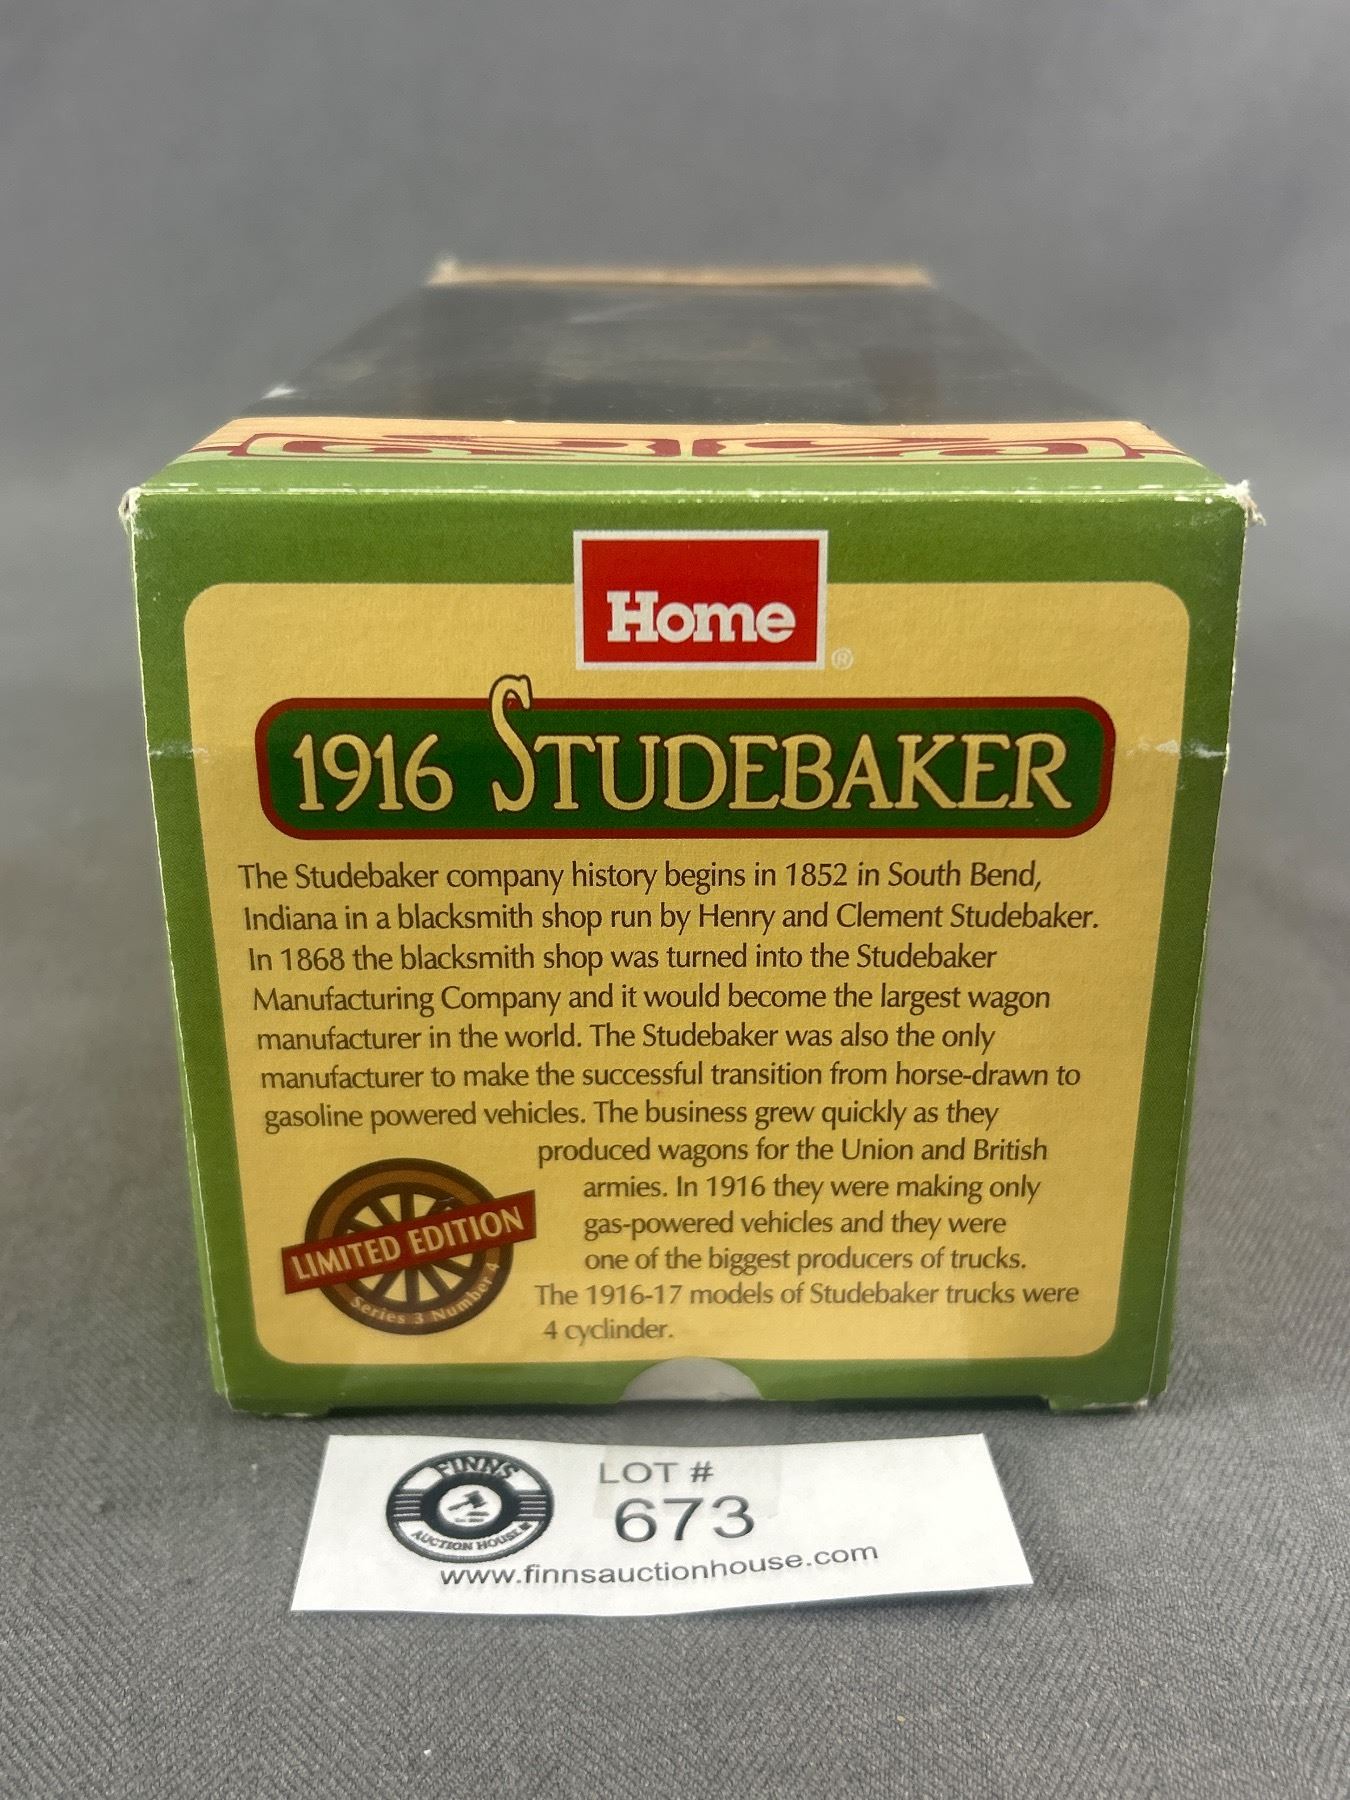 Home
®
1916 STUDEBAKER
The Studebaker company history begins in 1852 in South Bend,
Indiana in a blacksmith shop run by Henry and Clement Studebaker.
In 1868 the blacksmith shop was turned into the Studebaker
Manufacturing Company and it would become the largest wagon
manufacturer in the world. The Studebaker was also the only
manufacturer to make the successful transition from horse-drawn to
gasoline powered vehicles. The business grew quickly as they
produced wagons for the Union and British
armies. In 1916 they were making only
gas-powered vehicles and they were
one of the biggest producers of trucks.
The 1916-17 models of Studebaker trucks were
4 cyclinder.
LIMITED EDITION
Series 3 Number 4
FINNS
AUCTION HOUSE
LOT #
673
www.finnsauctionhouse.com